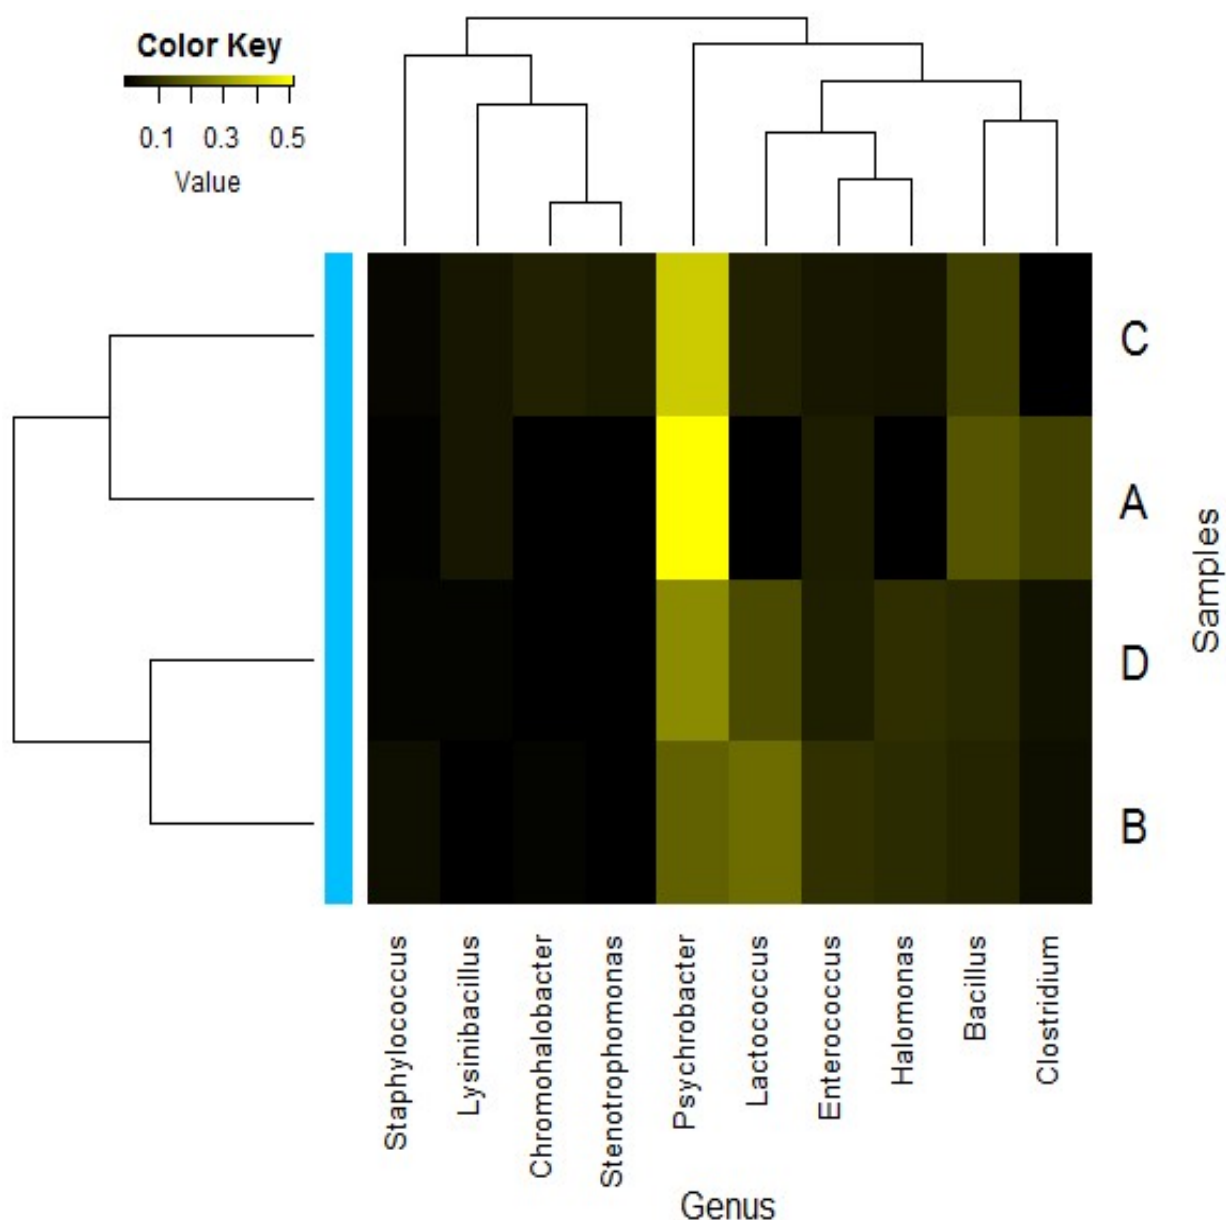 Color Key
0.1 0.3 0.5
Value
C
A
D
B
Samples
Staphylococcus
Lysinibacillus
Chromohalobacter
Stenotrophomonas
Psychrobacter
Lactococcus
Enterococcus
Halomonas
Bacillus
Clostridium
Genus